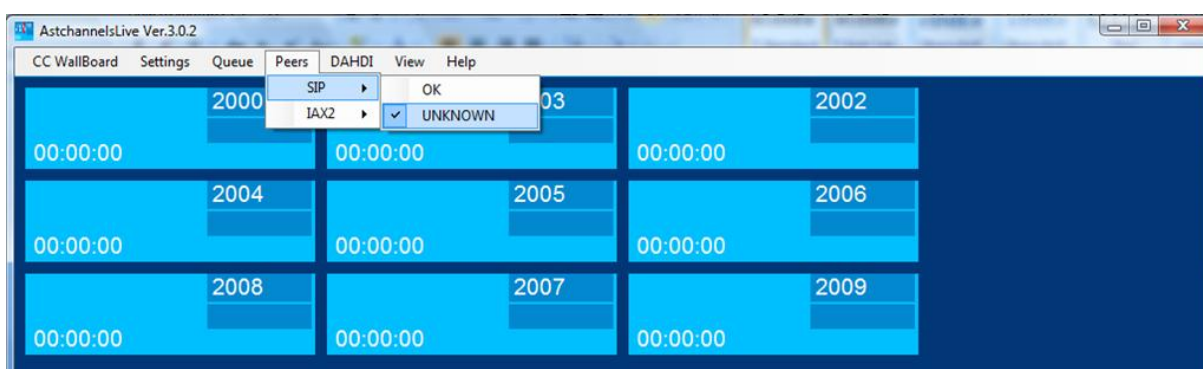 AstchannelsLive Ver.3.0.2
CC WallBoard Settings Queue Peers DAHDI View Help
SIP OK
IAX2 UNKNOWN
2000 03 2002
00:00:00 00:00:00 00:00:00
2004 2005 2006
00:00:00 00:00:00 00:00:00
2008 2007 2009
00:00:00 00:00:00 00:00:00